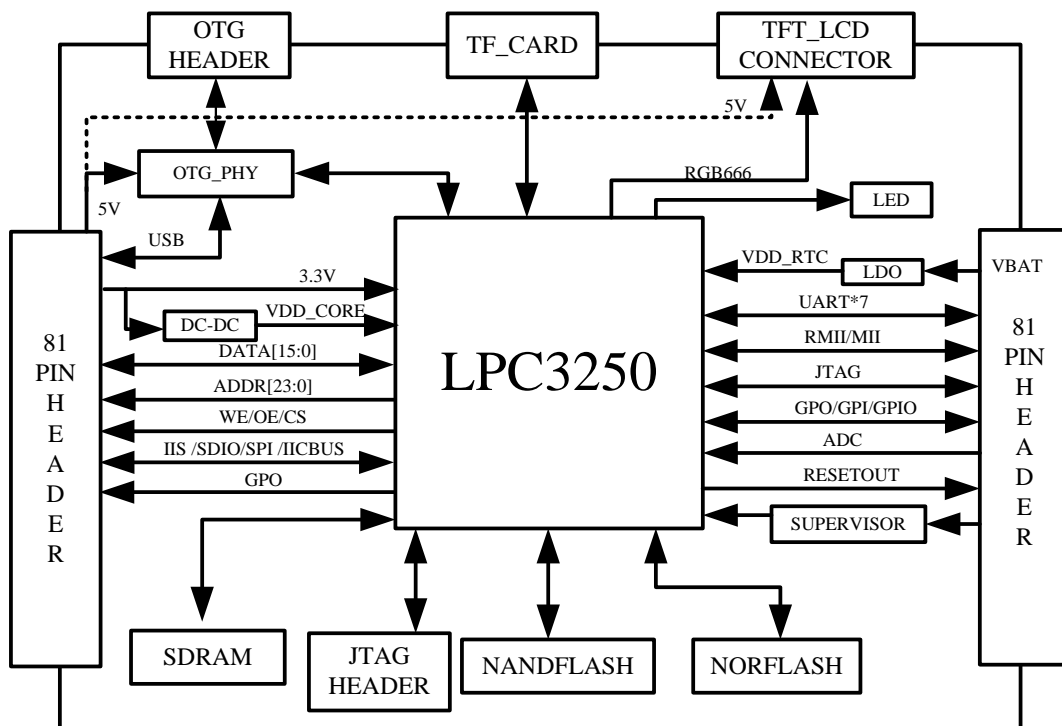 OTG
HEADER
TF_CARD
TFT_LCD
CONNECTOR
5V
OTG_PHY
RGB666
LED
5V
USB
3.3V
VDD_RTC
LDO
VBAT
DC-DC
VDD_CORE
UART*7
81
PIN
H
E
A
D
E
R
DATA[15:0]
LPC3250
RMII/MII
81
PIN
H
E
A
D
E
R
ADDR[23:0]
JTAG
WE/OE/CS
GPO/GPI/GPIO
IIS /SDIO/SPI /IICBUS
ADC
GPO
RESETOUT
SUPERVISOR
SDRAM
JTAG
HEADER
NANDFLASH
NORFLASH